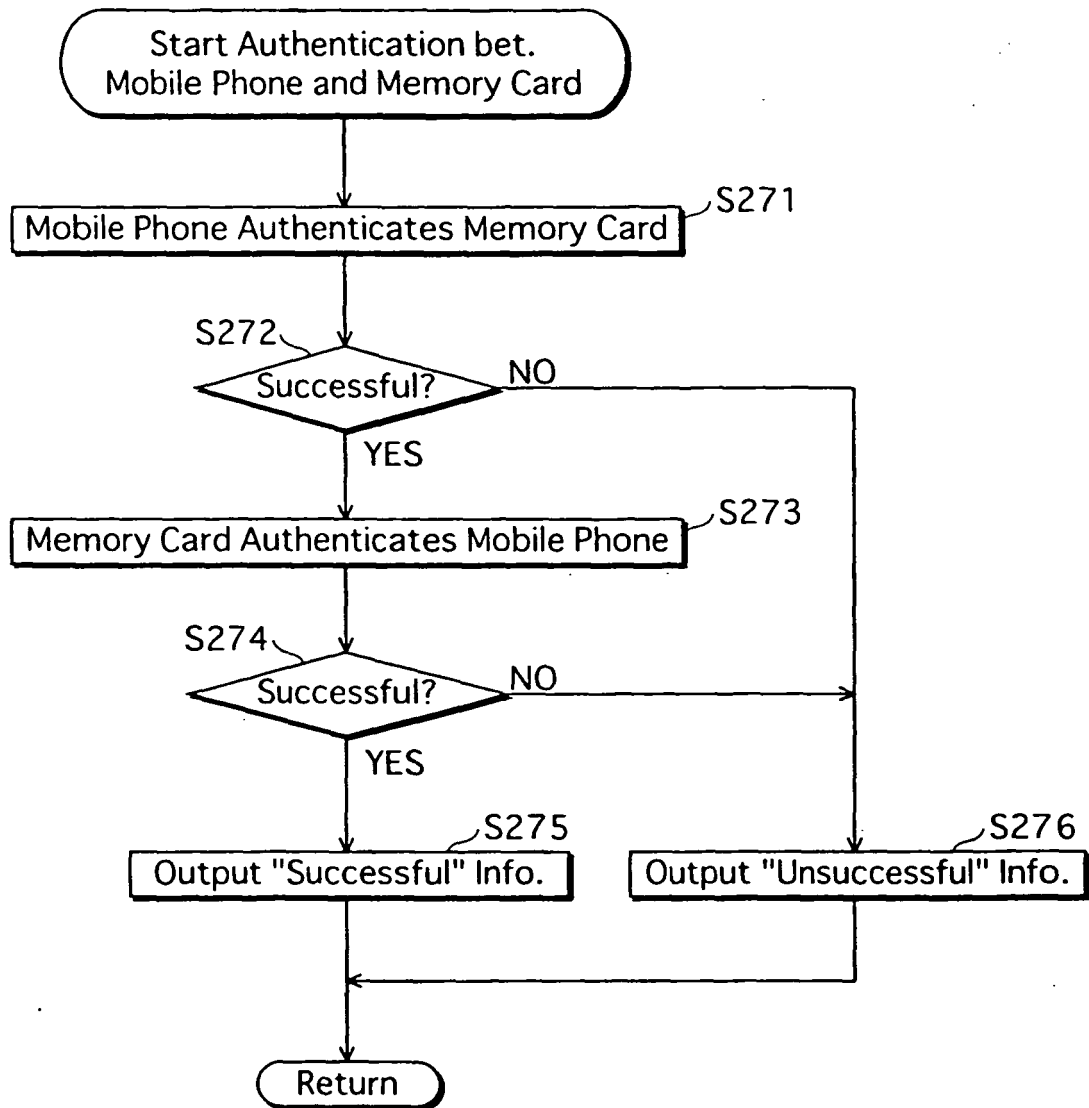 Start Authentication bet.
Mobile Phone and Memory Card
S271
Mobile Phone Authenticates Memory Card
S272
Successful?
NO
YES
S273
Memory Card Authenticates Mobile Phone
S274
Successful?
NO
YES
S275
Output "Successful" Info.
S276
Output "Unsuccessful" Info.
Return